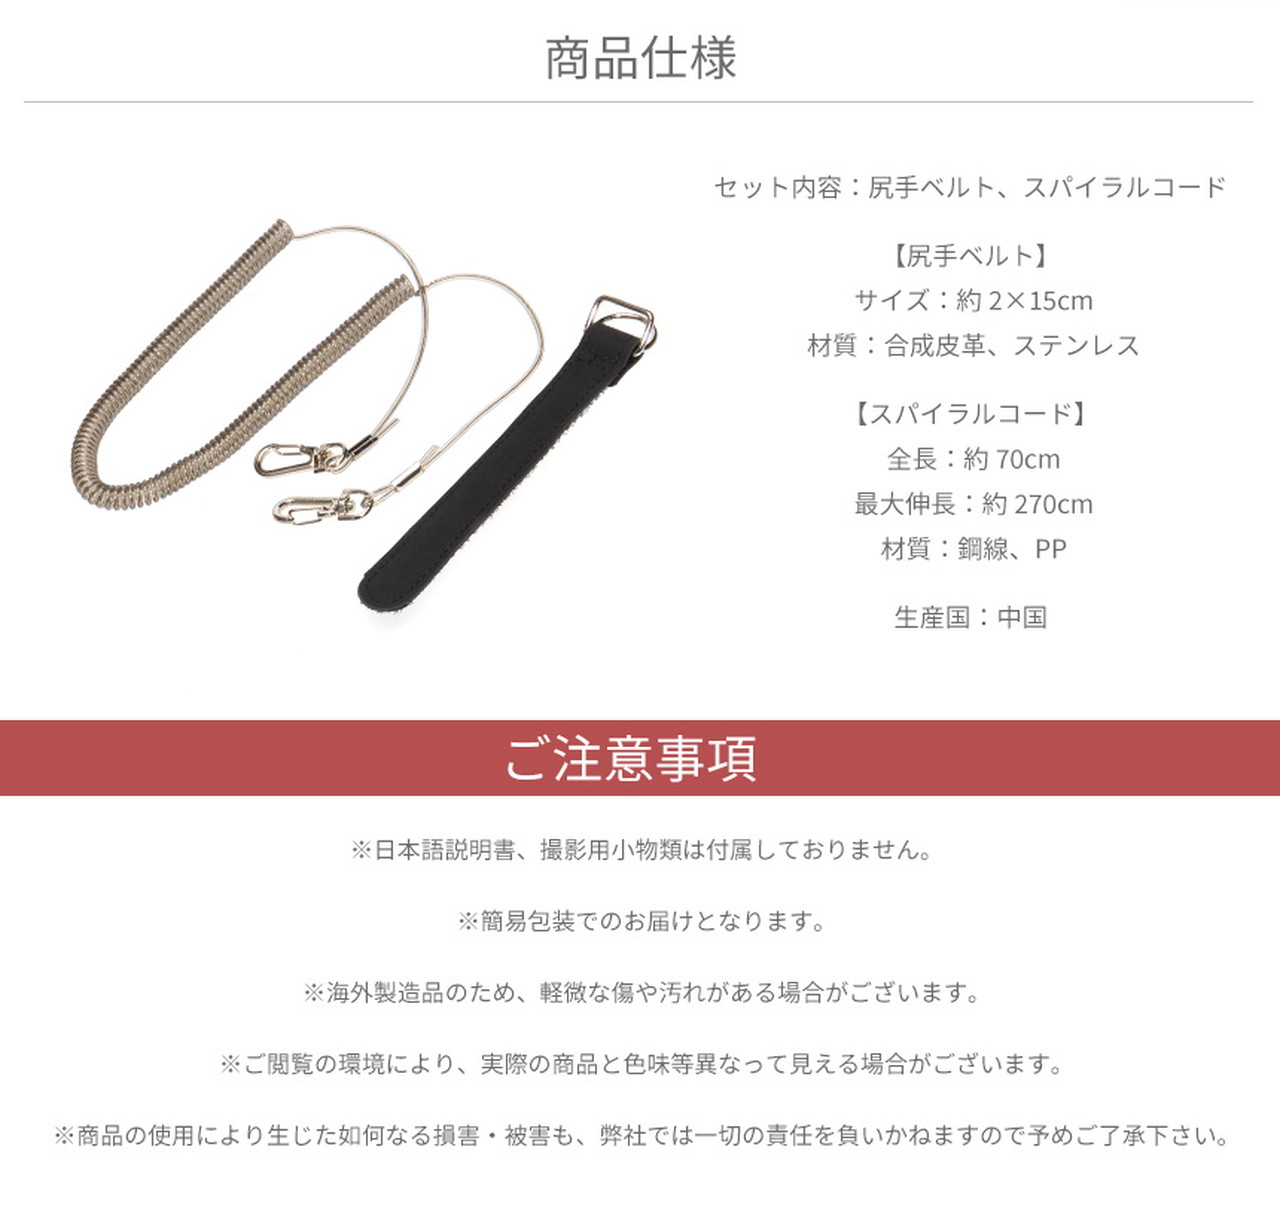 商品仕様
セット内容：尻手ベルト、スパイラルコード
【尻手ベルト】
サイズ：約 2×15cm
材質：合成皮革、ステンレス
【スパイラルコード】
全長：約 70cm
最大伸長：約 270cm
材質：鋼線、PP
生産国：中国
ご注意事項
※日本語説明書、撮影用小物類は付属しておりません。
※簡易包装でのお届けとなります。
※海外製造品のため、軽微な傷や汚れがある場合がございます。
※ご閲覧の環境により、実際の商品と色味等異なって見える場合がございます。
※商品の使用により生じた如何なる損害・被害も、弊社では一切の責任を負いかねますので予めご了承下さい。